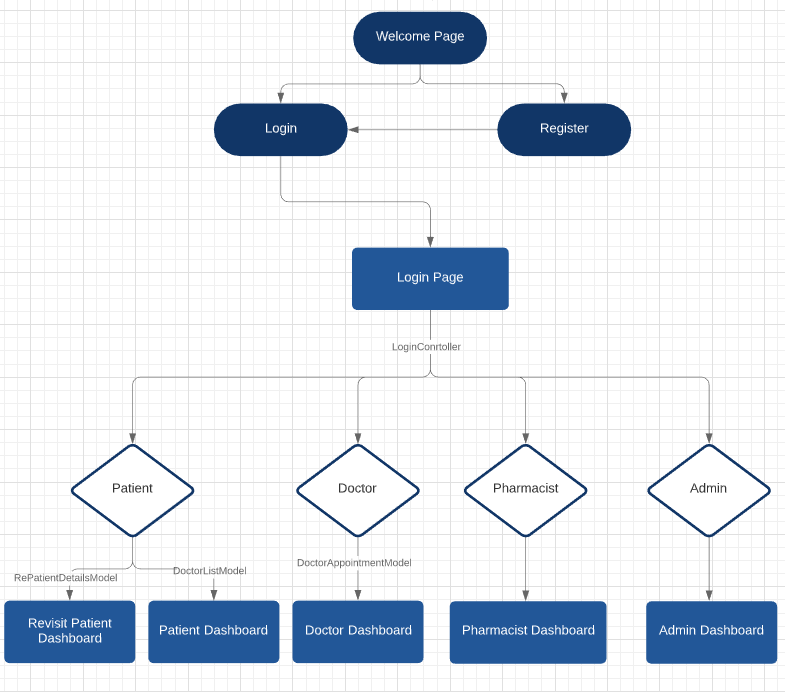 Welcome Page
Login
Register
Login Page
LoginConrtoller
Patient
Doctor
Pharmacist
Admin
RePatientDetailsModel
DoctorListModel
DoctorAppointmentModel
Revisit Patient
Dashboard
Patient Dashboard
Doctor Dashboard
Pharmacist Dashboard
Admin Dashboard